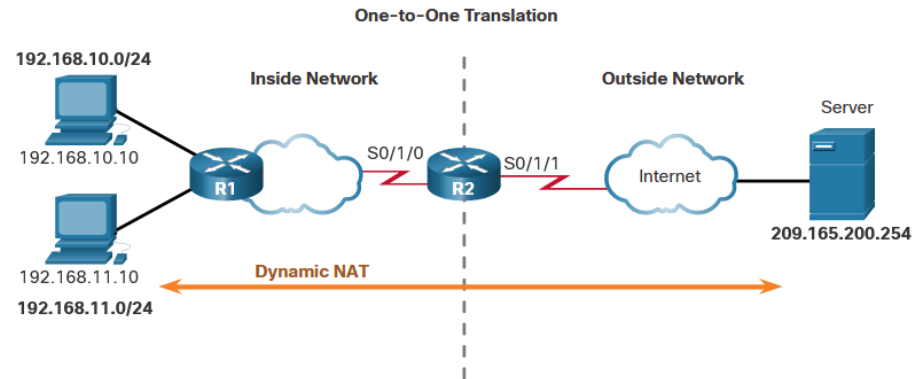 One-to-One Translation
192.168.10.0/24
Inside Network
Outside Network
Server
192.168.10.10
S0/1/0
S0/1/1
R1
R2
Internet
209.165.200.254
192.168.11.10
Dynamic NAT
192.168.11.0/24